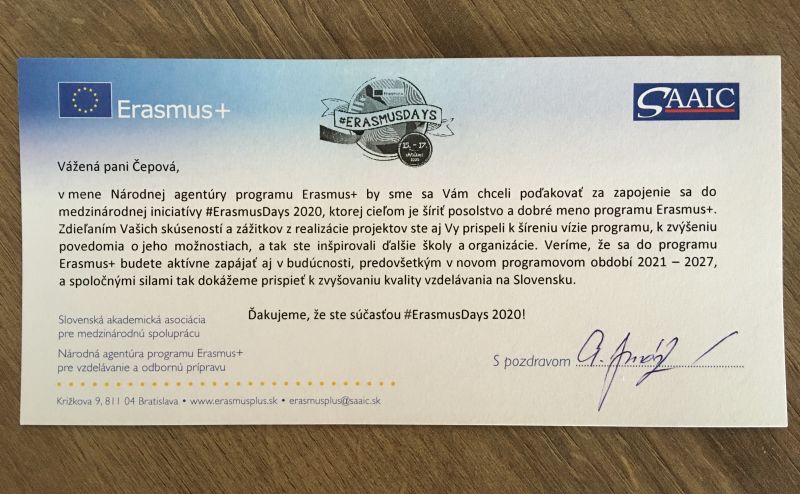 Erasmus+
Erasmus+
#ERASMUSDAYS
15. – 17.
2020
SAAIC
Vážená pani Čepová,
v mene Národnej agentúry programu Erasmus+ by sme sa Vám chceli poďakovať za zapojenie sa do
medzinárodnej iniciatívy #ErasmusDays 2020, ktorej cieľom je šíriť posolstvo a dobré meno programu Erasmus+.
Zdieľaním Vašich skúseností a zážitkov z realizácie projektov ste aj Vy prispeli k šíreniu vízie programu, k zvýšeniu
povedomia o jeho možnostiach, a tak ste inšpirovali ďalšie školy a organizácie. Veríme, že sa do programu
Erasmus+ budete aktívne zapájať aj v budúcnosti, predovšetkým v novom programovom období 2021 – 2027,
a spoločnými silami tak dokážeme prispieť k zvyšovaniu kvality vzdelávania na Slovensku.
Ďakujeme, že ste súčasťou #ErasmusDays 2020!
Slovenská akademická asociácia
pre medzinárodnú spoluprácu
Národná agentúra programu Erasmus+
pre vzdelávanie a odbornú prípravu
S pozdravom
Križkova 9, 811 04 Bratislava • www.erasmusplus.sk • erasmusplus@saaic.sk